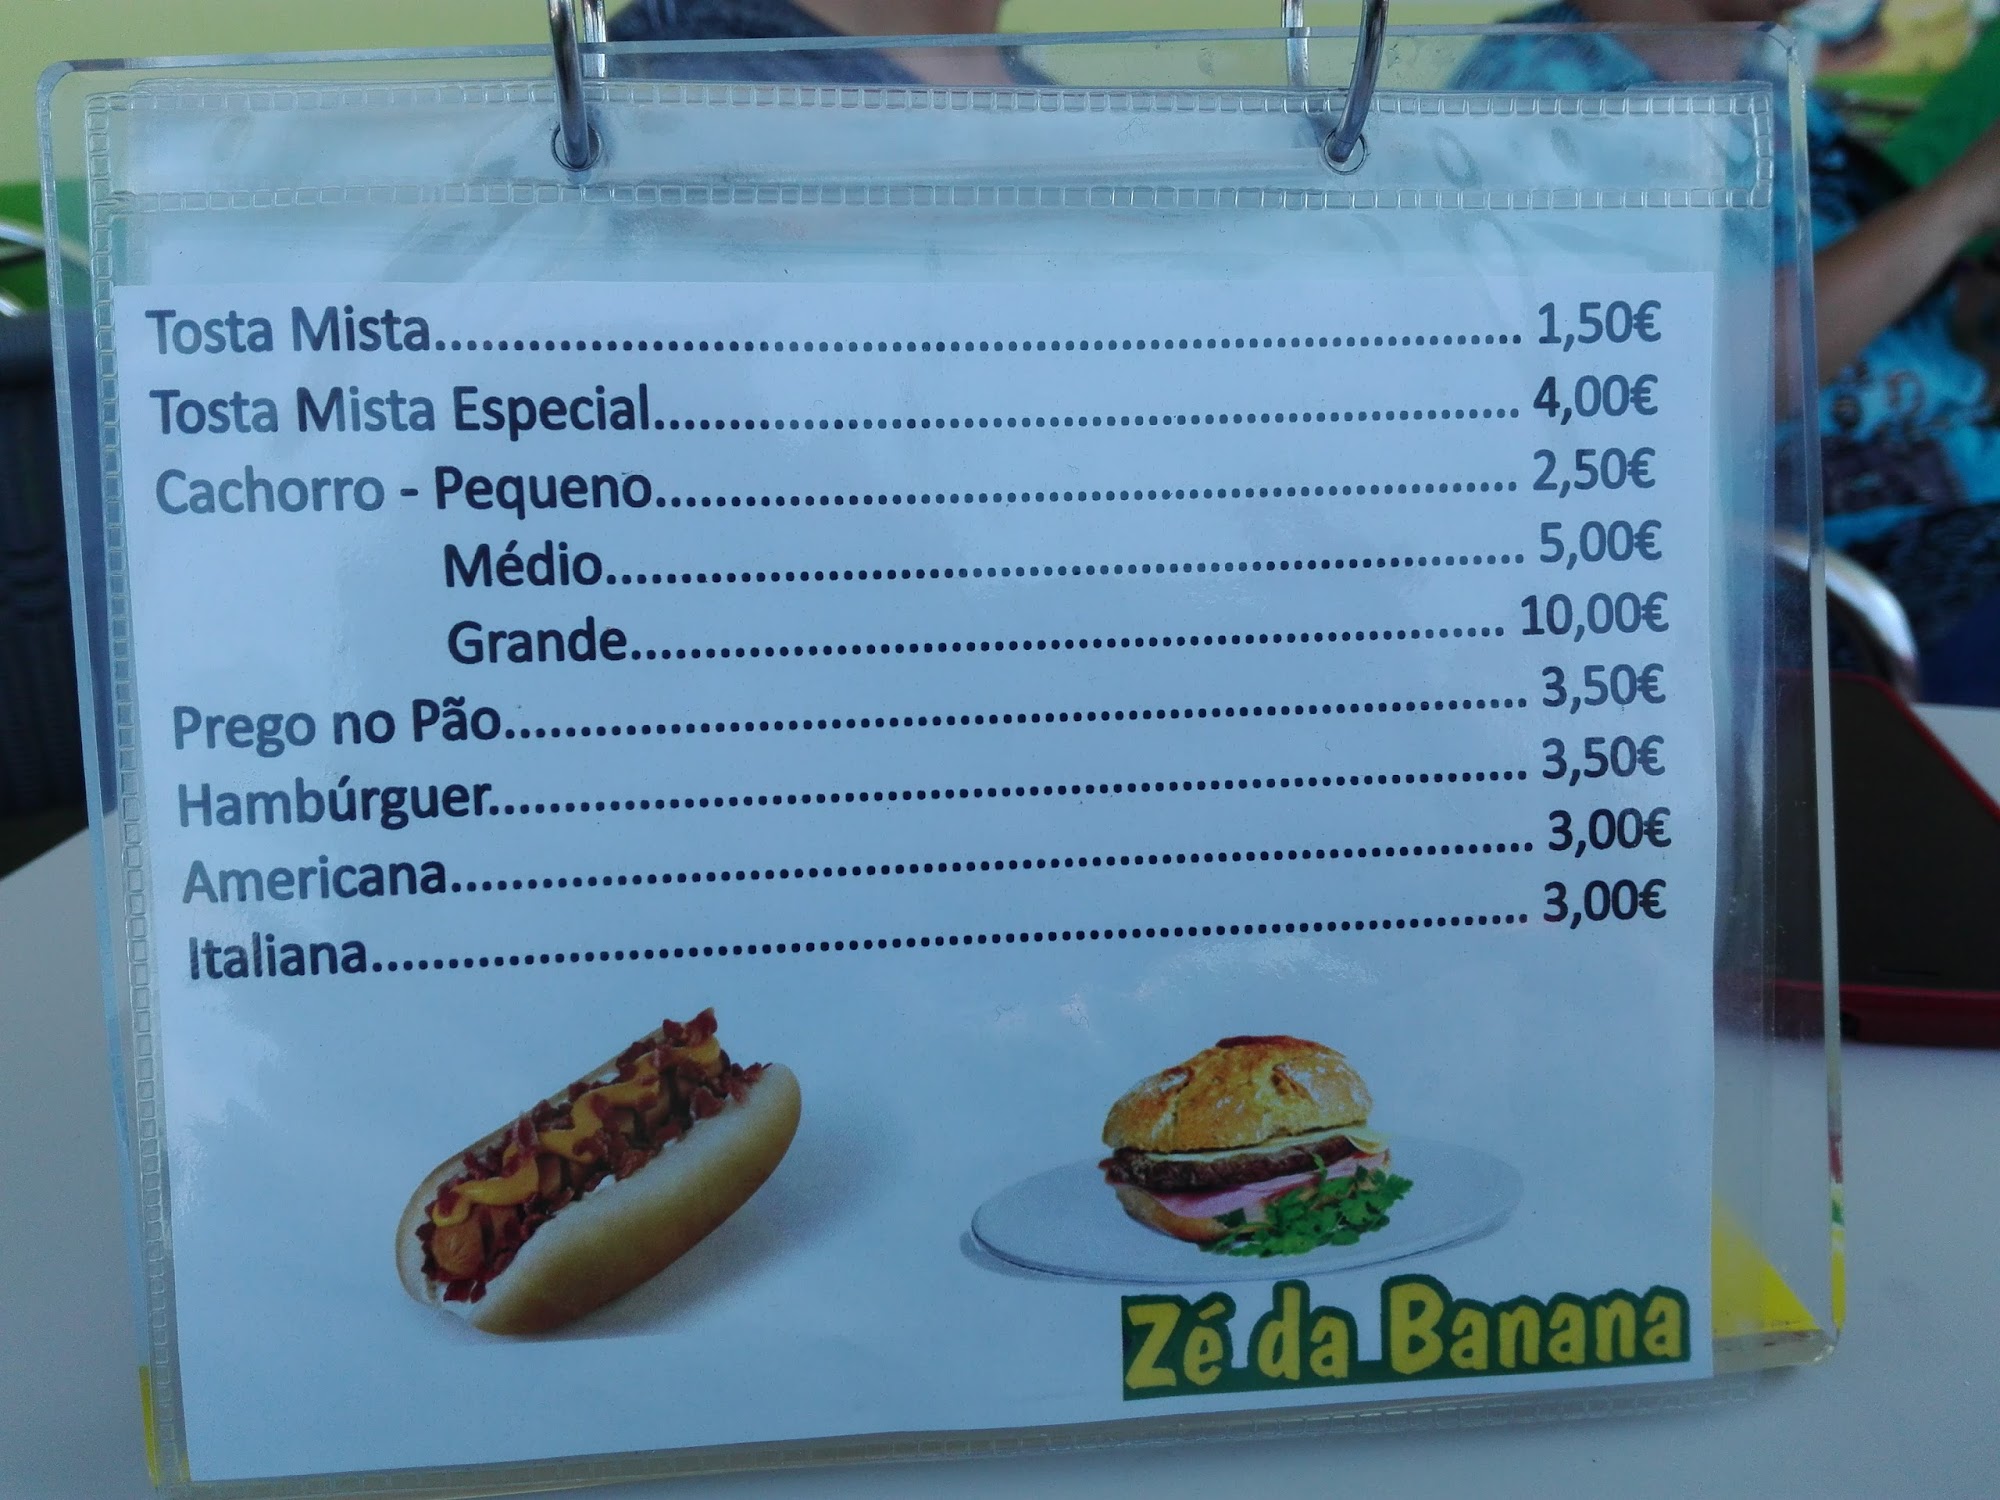 Tosta Mista................................................................ 1,50€
Tosta Mista Especial................................................................ 4,00€
Cachorro - Pequeno................................................................ 2,50€
Médio................................................................ 5,00€
Grande................................................................ 10,00€
Prego no Pão................................................................ 3,50€
Hambúrguer................................................................ 3,50€
Americana................................................................ 3,00€
Italiana................................................................ 3,00€
Zé da Banana